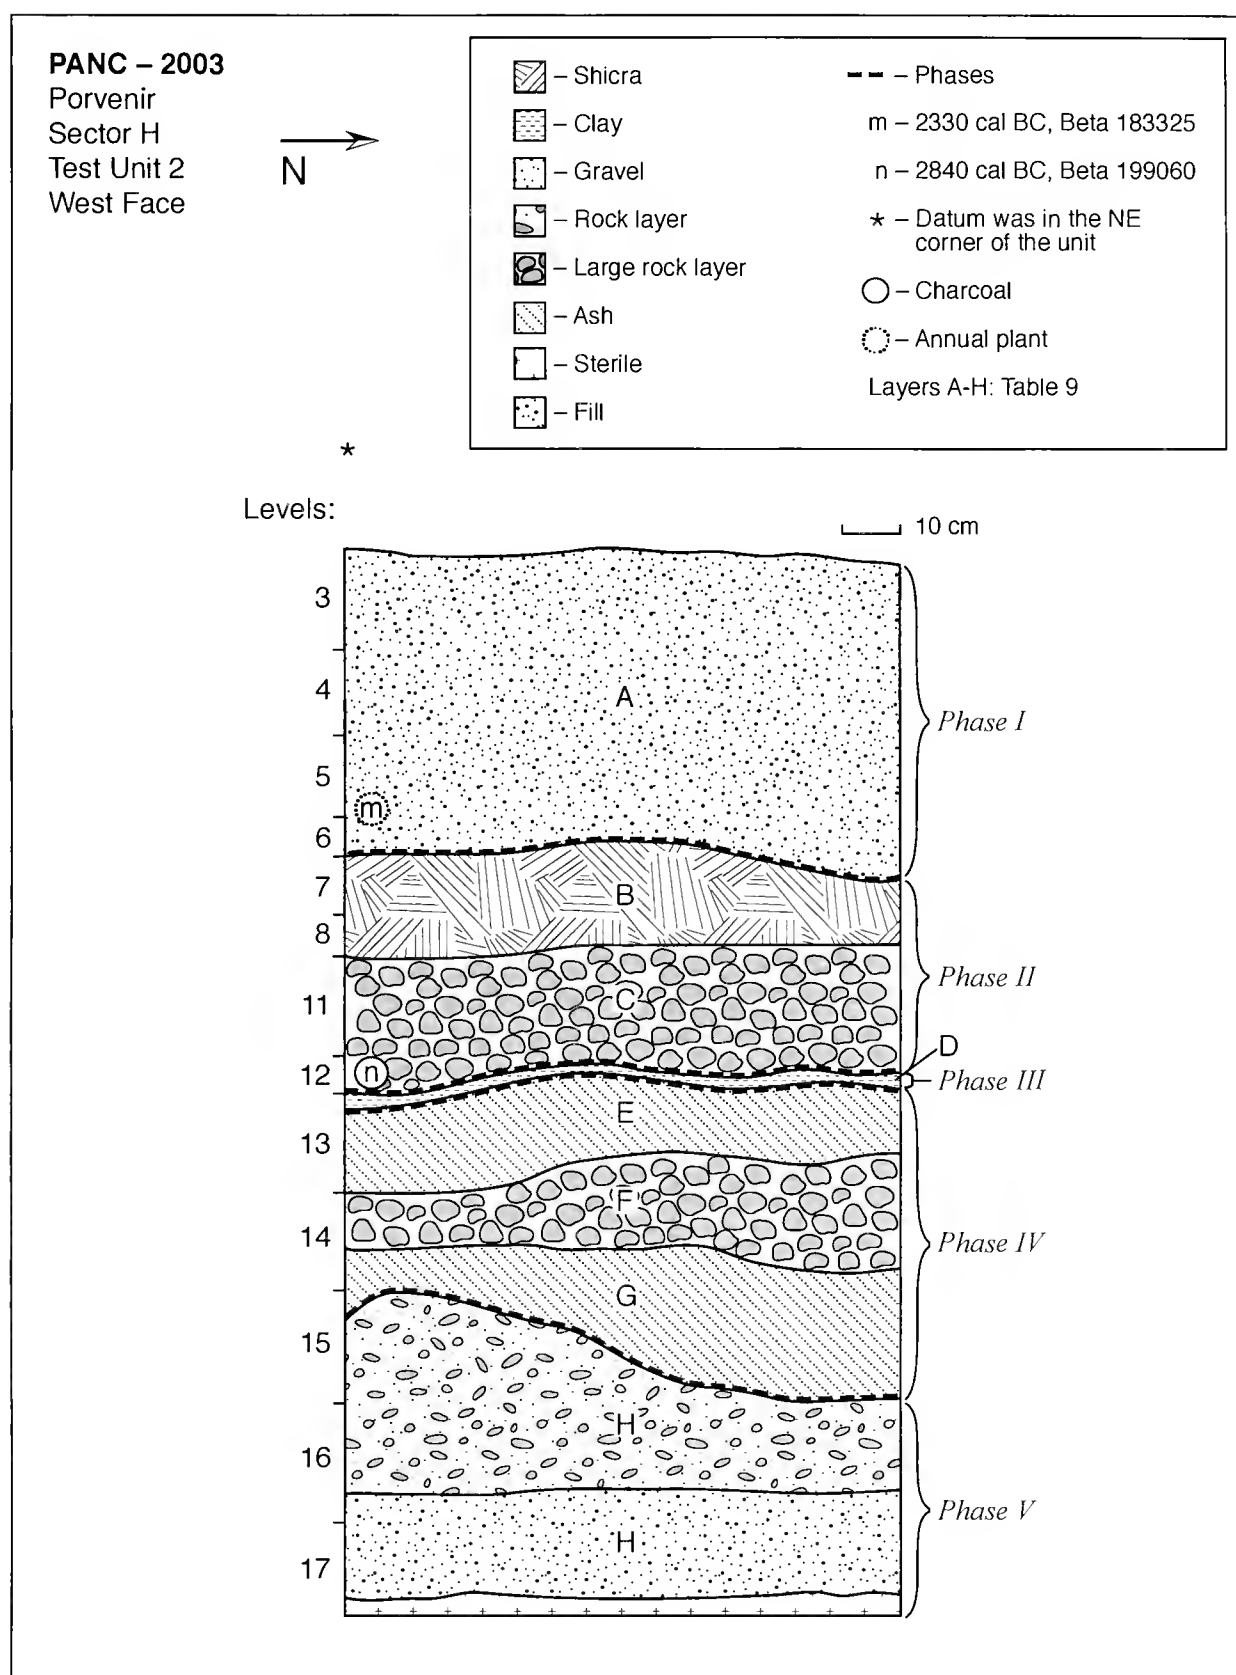 PANC – 2003
Porvenir
Sector H
Test Unit 2
West Face
N
– Shicra
– Clay
– Gravel
– Rock layer
– Large rock layer
– Ash
– Sterile
– Fill
– Phases
m – 2330 cal BC, Beta 183325
n – 2840 cal BC, Beta 199060
* – Datum was in the NE
corner of the unit
– Charcoal
– Annual plant
Layers A-H: Table 9
*
Levels:
10 cm
3
4
A
Phase I
5
m
6
7
B
8
Phase II
11
C
D
12
n
Phase III
E
13
F
14
Phase IV
G
15
H
16
Phase V
H
17